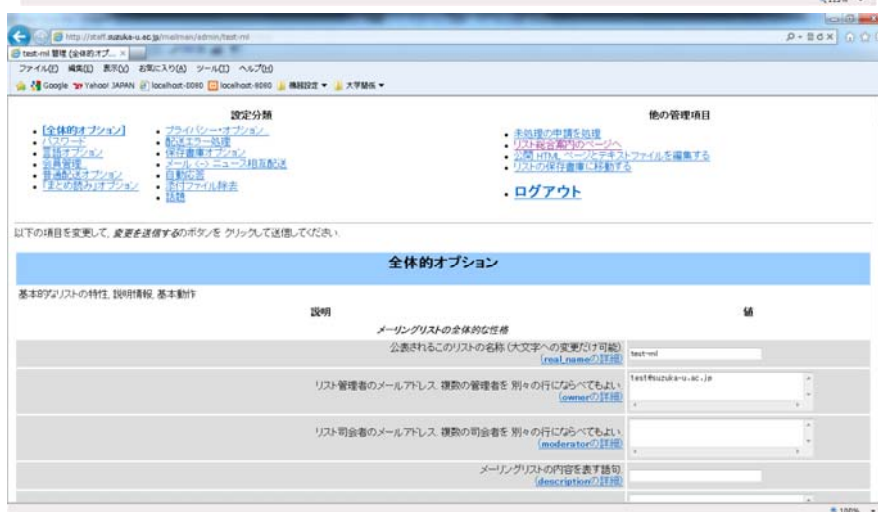 http://staff.suzuka-u.ac.jp/mailman/admin/test-ml
test-ml 管理 (全体的オプ...
ファイル(F) 編集(E) 表示(V) お気に入り(A) ツール(T) ヘルプ(H)
Google Yahoo! JAPAN localhost-8080 localhost-9080 機器設定 大学関係
設定分類
他の管理項目
[全体的オプション]
パスワード
言語オプション
会員管理
普通配送オプション
「まとめ読み」オプション
プライバシー・オプション
配送エラー処理
保存書庫オプション
メール <-> ニュース相互配送
自動応答
添付ファイル除去
話題
未処理の申請を処理
リスト総合案内のページへ
公開 HTML ページとテキストファイルを編集する
リストの保存書庫に移動する
ログアウト
以下の項目を変更して, 変更を送信するのボタンを クリックして送信してください.
全体的オプション
基本的なリストの特性, 説明情報, 基本動作
説明
値
メーリングリストの全体的な性格
公表されるこのリストの名称 (大文字への変更だけ可能)
(real_nameの詳細)
test-ml
リスト管理者のメールアドレス. 複数の管理者を 別々の行にならべてもよい.
(ownerの詳細)
test@suzuka-u.ac.jp
リスト司会者のメールアドレス. 複数の司会者を 別々の行にならべてもよい.
(moderatorの詳細)
メーリングリストの内容を表す語句.
(descriptionの詳細)
100%